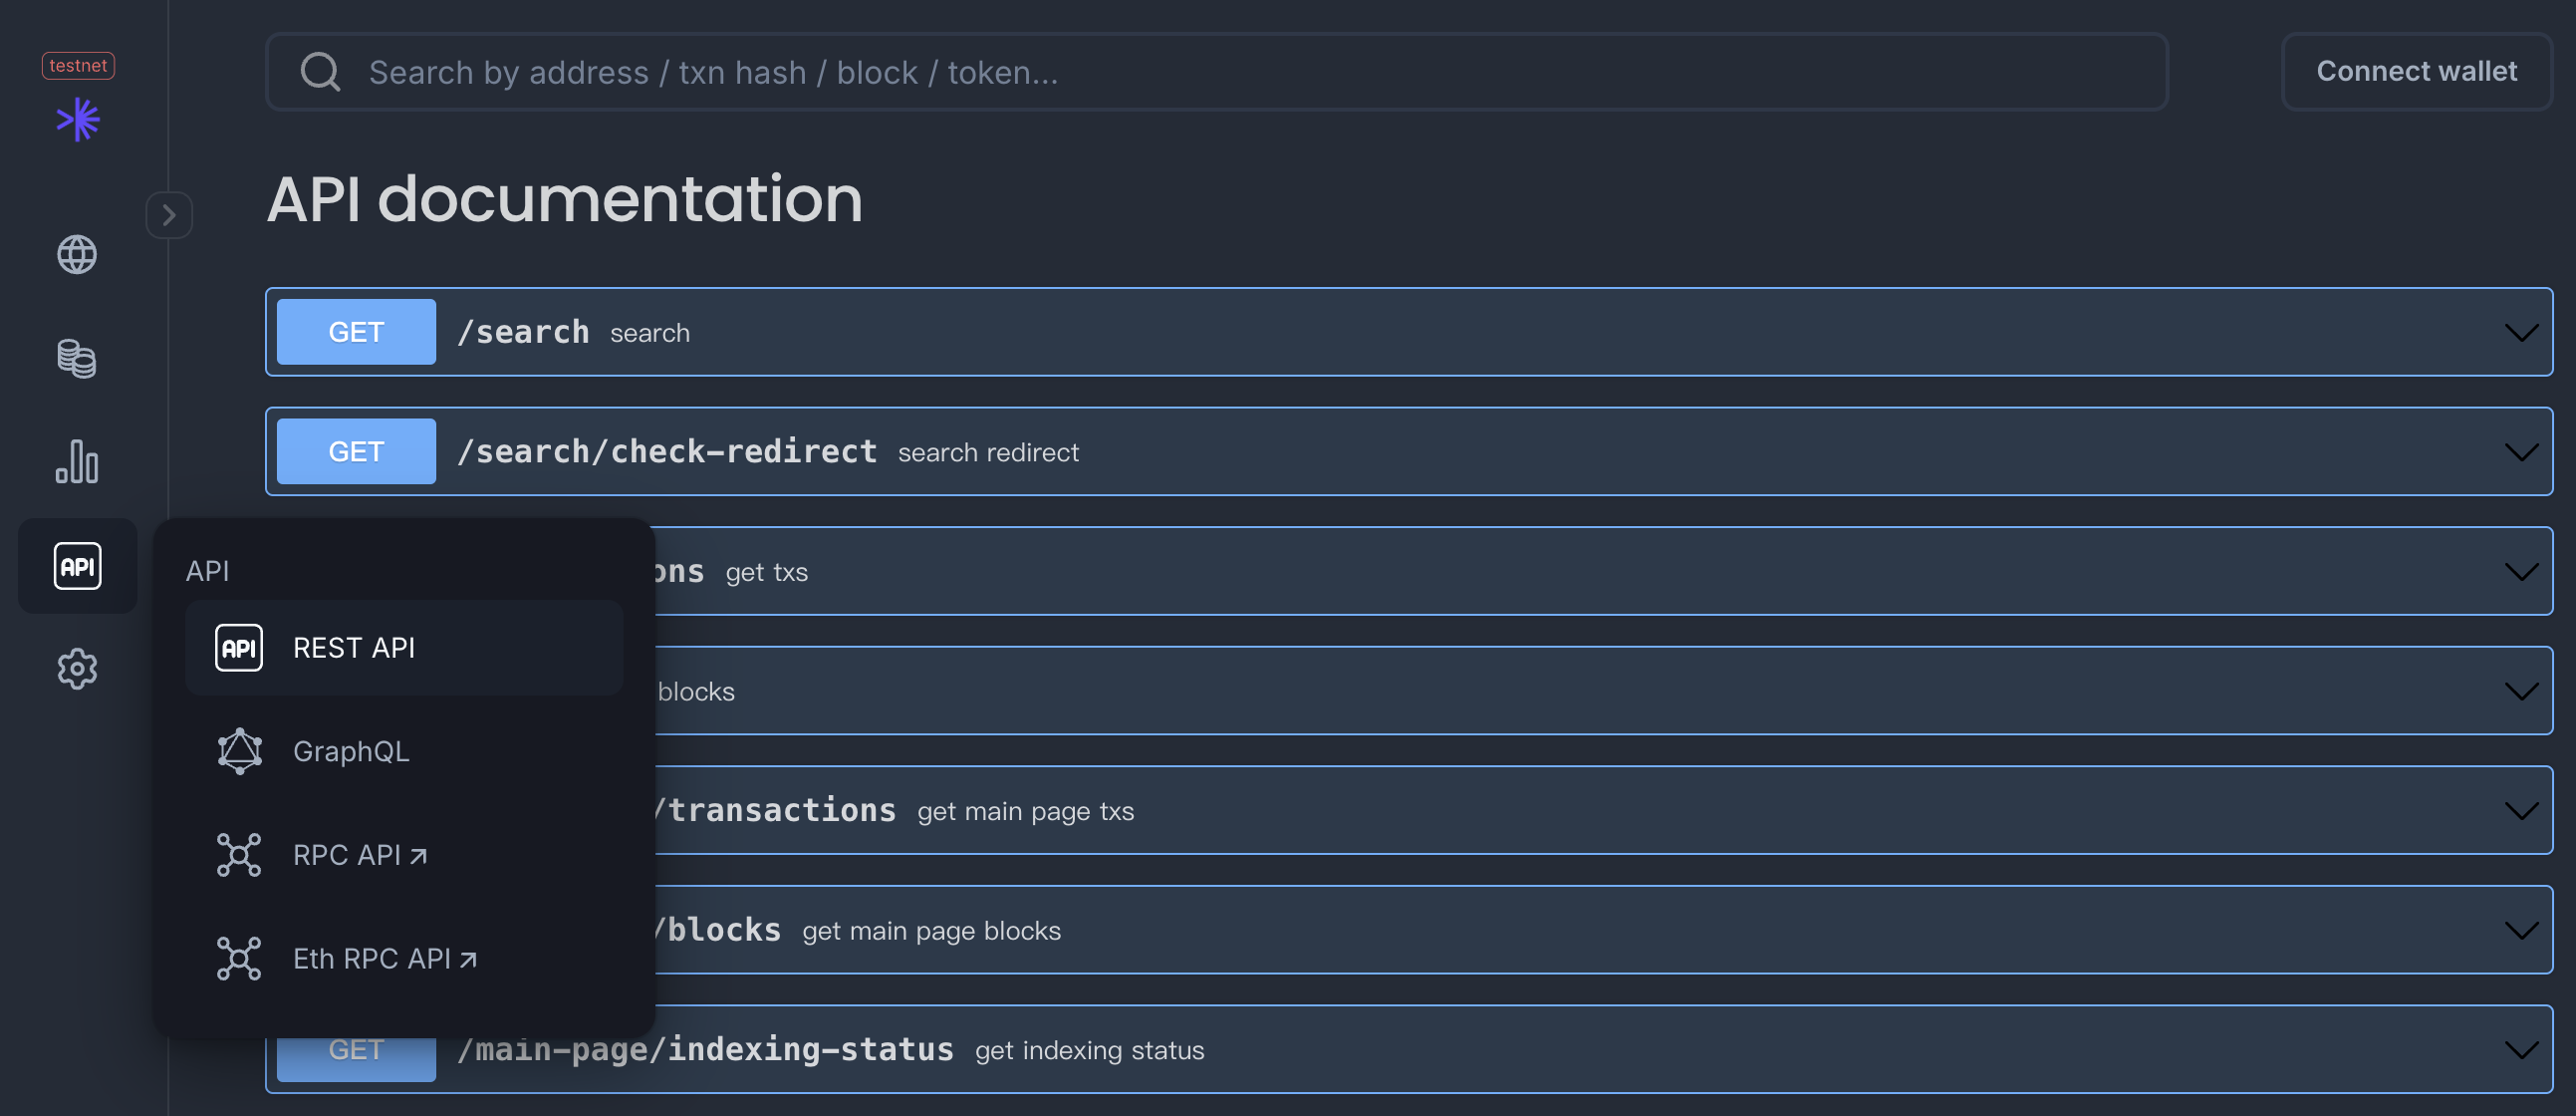 testnet
Search by address / txn hash / block / token...
Connect wallet
API documentation
GET /search search
GET /search/check-redirect search redirect
API
ons get txs
API REST API
blocks
GraphQL
/transactions get main page txs
RPC API
/blocks get main page blocks
Eth RPC API
GET /main-page/indexing-status get indexing status